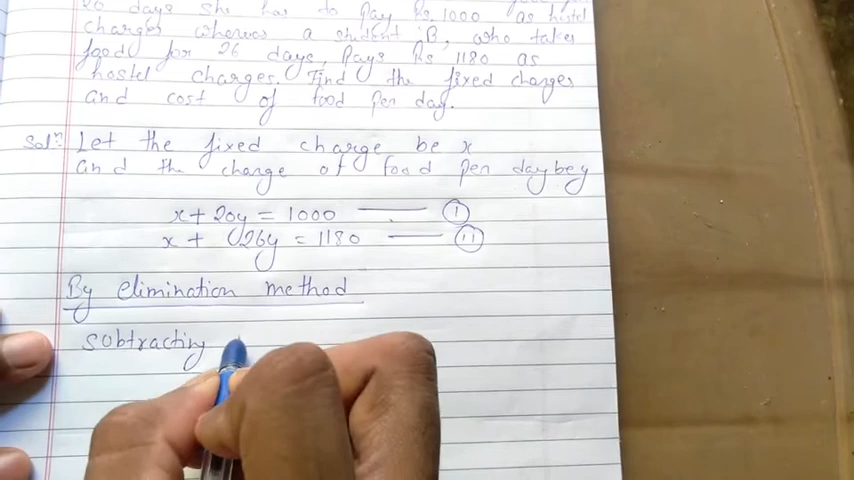 20 days she has to pay Rs. 1000 as hostel
charges whereas a student B, who takes
food for 26 days, pays Rs 1180 as
hostel charges. Find the fixed charges
and cost of food per day.
Solⁿ: Let the fixed charge be x
and the charge of food per day be y
x + 20y = 1000 —— (I)
x + 26y = 1180 —— (II)
By elimination method
subtracting